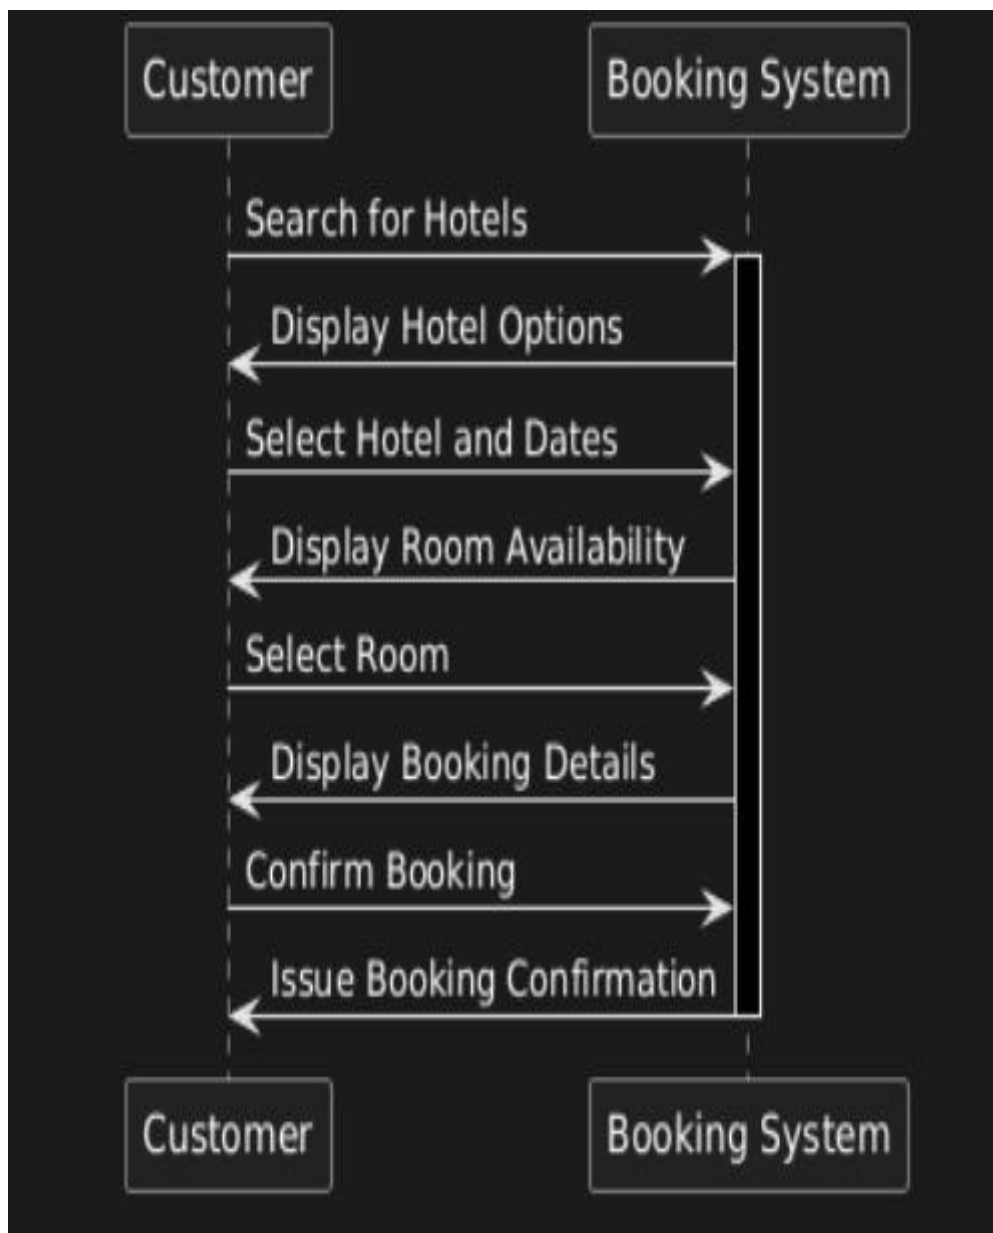 Customer
Booking System
Search for Hotels
Display Hotel Options
Select Hotel and Dates
Display Room Availability
Select Room
Display Booking Details
Confirm Booking
Issue Booking Confirmation
Customer
Booking System